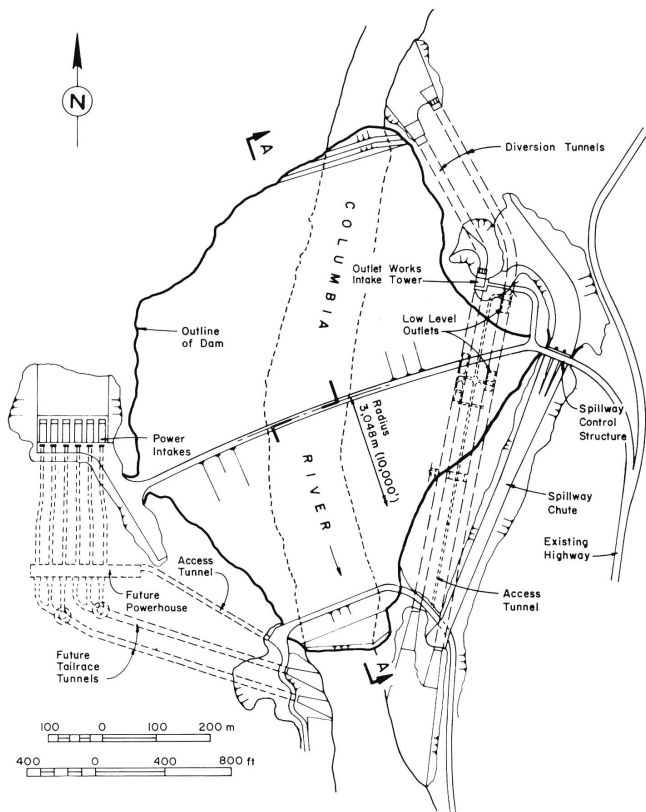 N
A
Diversion Tunnels
COLUMBIA
Outlet Works
Intake Tower
Outline
of Dam
Low Level
Outlets
Radius
3,048m (10,000')
Spillway
Control
Structure
Power
Intakes
RIVER
Spillway
Chute
Existing
Highway
Access
Tunnel
Future
Powerhouse
Access
Tunnel
Future
Tailrace
Tunnels
A
100 0 100 200 m
400 0 400 800 ft